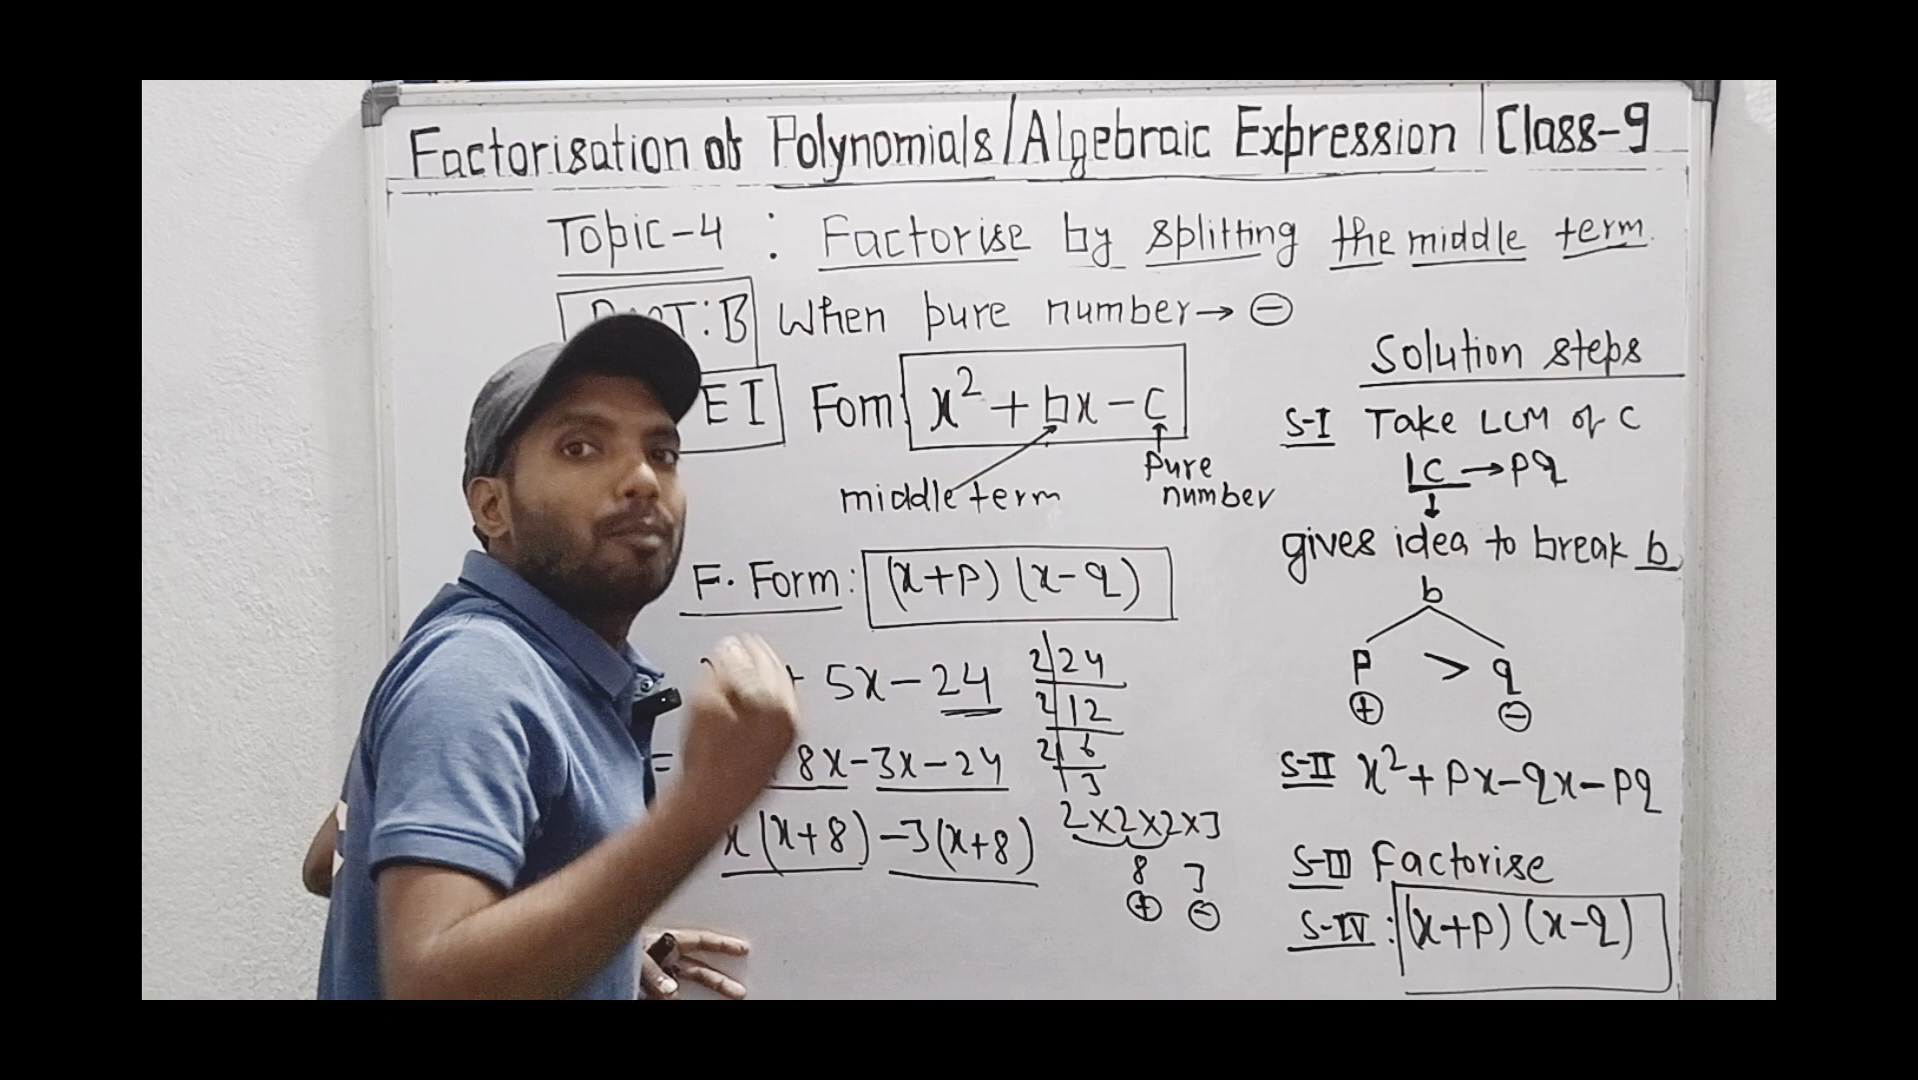 Factorisation of Polynomials/Algebraic Expression | Class-9
Topic-4 : Factorise by splitting the middle term.
:B When pure number → ⊖
E I Fom: x² + bx - c
middle term
Pure number
F. Form: (x+p) (x-q)
+ 5x - 24
= 8x - 3x - 24
x(x+8) - 3(x+8)
2 24
2 12
2 6
3
2×2×2×3
8 3
⊕ ⊖
Solution steps
S-I Take LCM of C
LC → pq
↓
gives idea to break b
b
p > q
⊕ ⊖
S-II x² + px - qx - pq
S-III Factorise
S-IV : (x+p) (x-q)